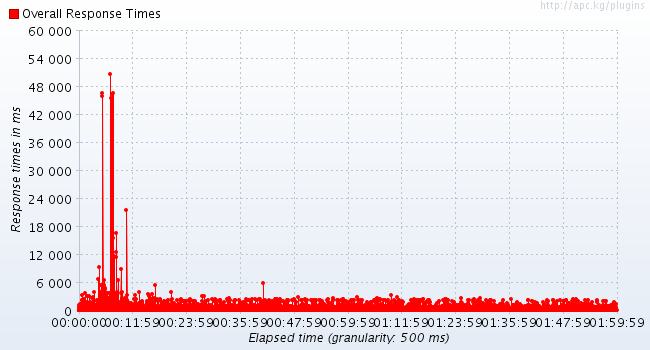 http://apc.kg/plugins
Overall Response Times
60 000
54 000
48 000
42 000
36 000
30 000
24 000
18 000
12 000
6 000
0
Response times in ms
00:00:00 00:11:59 00:23:59 00:35:59 00:47:59 00:59:59 01:11:59 01:23:59 01:35:59 01:47:59 01:59:59
Elapsed time (granularity: 500 ms)